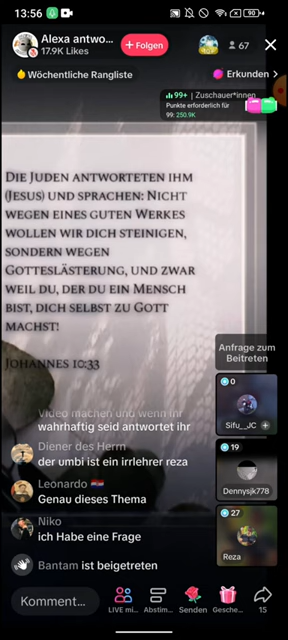 13:56
90
Alexa antwo...
17.9K Likes
+ Folgen
67
Wöchentliche Rangliste
Erkunden >
99+ | Zuschauer*innen
Punkte erforderlich für
99: 250.9K
Die Juden antworteten ihm
(Jesus) und sprachen: Nicht
wegen eines guten Werkes
wollen wir dich steinigen,
sondern wegen
Gotteslästerung, und zwar
weil du, der du ein Mensch
bist, dich selbst zu Gott
machst!
Johannes 10:33
Anfrage zum
Beitreten
0
Sifu_JC +
19
Dennysjk778
27
Reza
Video machen und wenn ihr
wahrhaftig seid antwortet ihr
Diener des Herrn
der umbi ist ein irrlehrer reza
Leonardo
Genau dieses Thema
Niko
ich Habe eine Frage
Bantam ist beigetreten
Komment...
LIVE mi...
Abstim...
Senden
Gesche...
15